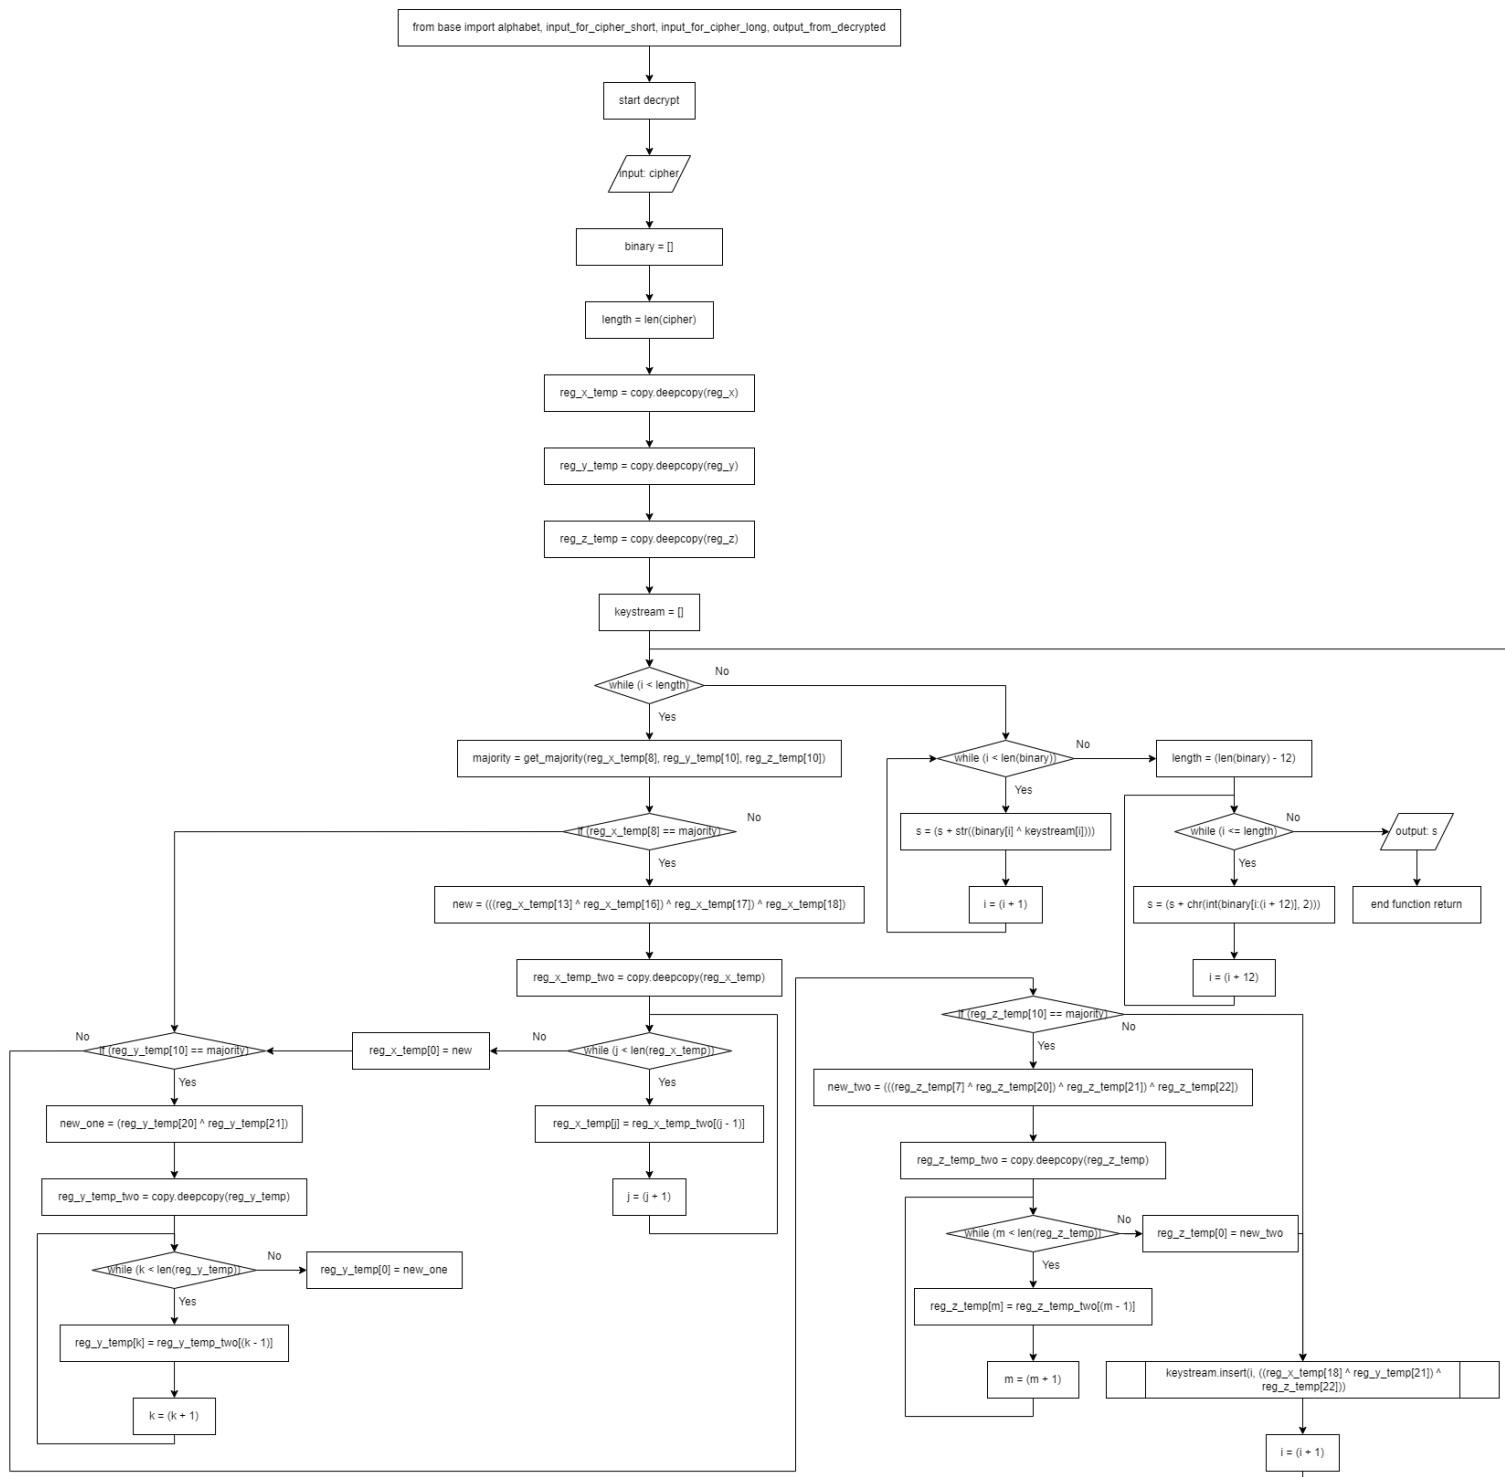 from base import alphabet, input_for_cipher_short, input_for_cipher_long, output_from_decrypted
start decrypt
input: cipher
binary = []
length = len(cipher)
reg_x_temp = copy.deepcopy(reg_x)
reg_y_temp = copy.deepcopy(reg_y)
reg_z_temp = copy.deepcopy(reg_z)
keystream = []
while (i < length)
No
Yes
majority = get_majority(reg_x_temp[8], reg_y_temp[10], reg_z_temp[10])
if (reg_x_temp[8] == majority)
No
Yes
new = (((reg_x_temp[13] ^ reg_x_temp[16]) ^ reg_x_temp[17]) ^ reg_x_temp[18])
reg_x_temp_two = copy.deepcopy(reg_x_temp)
while (j < len(reg_x_temp))
No
Yes
reg_x_temp[0] = new
reg_x_temp[j] = reg_x_temp_two[(j - 1)]
j = (j + 1)
if (reg_y_temp[10] == majority)
No
Yes
new_one = (reg_y_temp[20] ^ reg_y_temp[21])
reg_y_temp_two = copy.deepcopy(reg_y_temp)
while (k < len(reg_y_temp))
No
Yes
reg_y_temp[0] = new_one
reg_y_temp[k] = reg_y_temp_two[(k - 1)]
k = (k + 1)
while (i < len(binary))
No
Yes
s = (s + str((binary[i] ^ keystream[i])))
i = (i + 1)
length = (len(binary) - 12)
while (i <= length)
No
Yes
s = (s + chr(int(binary[i:(i + 12)], 2)))
i = (i + 12)
output: s
end function return
if (reg_z_temp[10] == majority)
No
Yes
new_two = (((reg_z_temp[7] ^ reg_z_temp[20]) ^ reg_z_temp[21]) ^ reg_z_temp[22])
reg_z_temp_two = copy.deepcopy(reg_z_temp)
while (m < len(reg_z_temp))
No
Yes
reg_z_temp[0] = new_two
reg_z_temp[m] = reg_z_temp_two[(m - 1)]
m = (m + 1)
keystream.insert(i, ((reg_x_temp[18] ^ reg_y_temp[21]) ^
reg_z_temp[22]))
i = (i + 1)